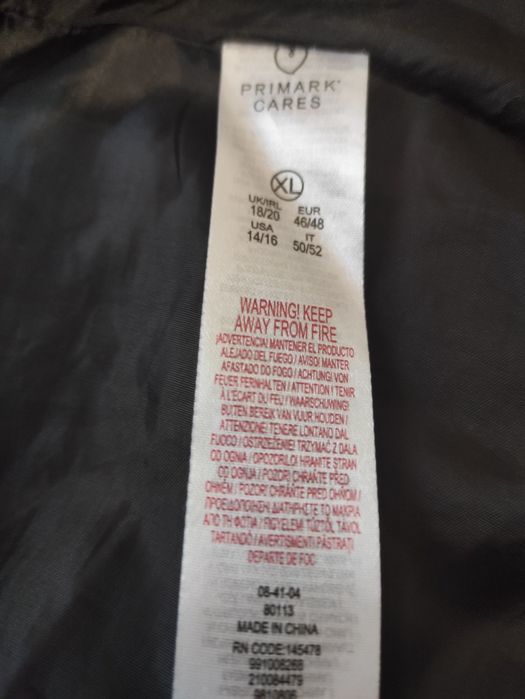 PRIMARK
CARES
XL
UK/IRL EUR
18/20 46/48
USA IT
14/16 50/52
WARNING! KEEP
AWAY FROM FIRE
¡ADVERTENCIA! MANTENER EL PRODUCTO
ALEJADO DEL FUEGO / AVISO! MANTER
AFASTADO DO FOGO / ACHTUNG! VON
FEUER FERNHALTEN / ATTENTION ! TENIR
À L'ÉCART DU FEU / WAARSCHUWING!
BUITEN BEREIK VAN VUUR HOUDEN /
ATTENZIONE! TENERE LONTANO DAL
FUOCO / OSTRZEŻENIE! TRZYMAĆ Z DALA
OD OGNIA / OPOZORILO! HRANITE STRAN
OD OGNJA / POZOR! CHRAŇTE PŘED
OHNĚM / POZOR! CHRÁŇTE PRED OHŇOM /
ΠΡΟΕΙΔΟΠΟΙΗΣΗ! ΔΙΑΤΗΡΗΣΤΕ ΤΟ ΜΑΚΡΙΑ
ΑΠΟ ΤΗ ΦΩΤΙΑ / FIGYELEM! TŰZTŐL TÁVOL
TARTANDÓ / AVERTISMENT! PĂSTRAȚI
DEPARTE DE FOC
08-41-04
80113
MADE IN CHINA
RN CODE:145478
991008268
210084479
9810606